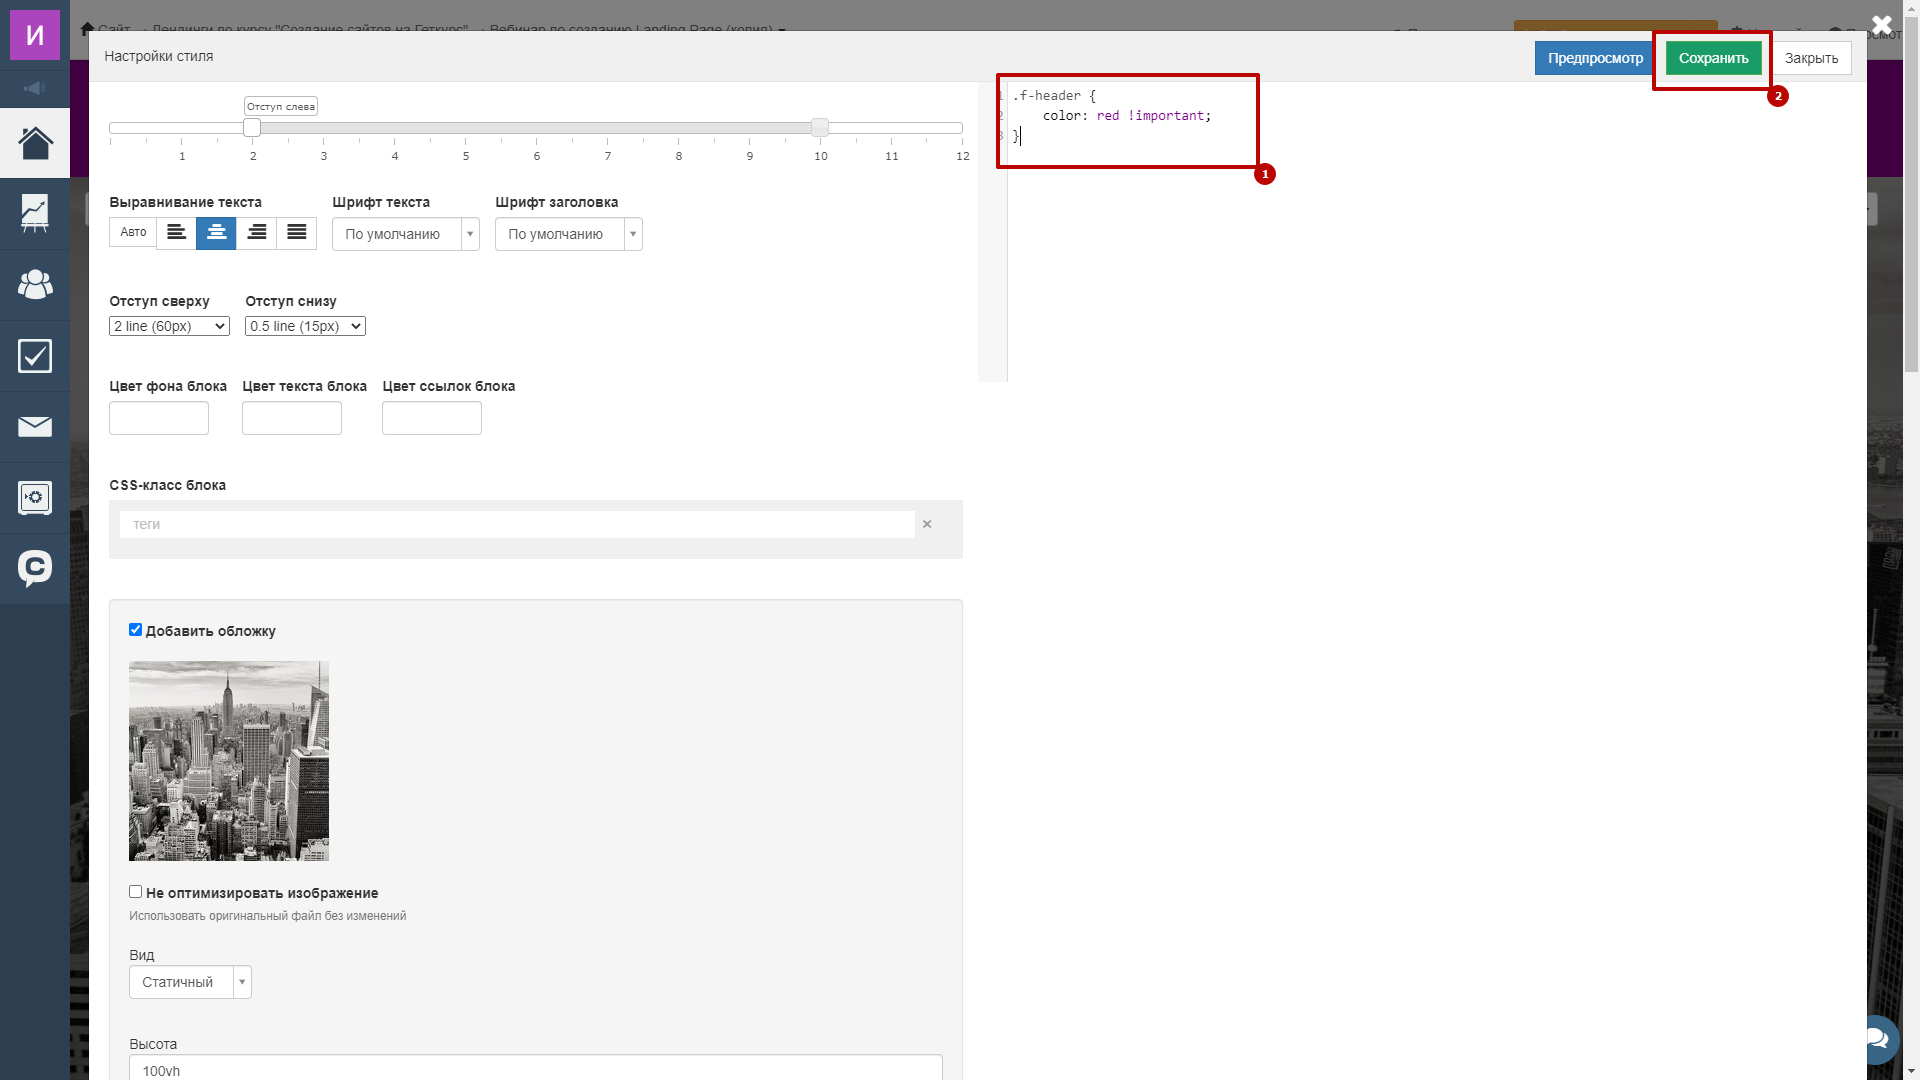 И
Сайт
Лендинги по курсу "Создание сайтов на Геткурс"
Вебинар по созданию Landing Page (копия)
Настройки стиля
Предпросмотр
Сохранить
Закрыть
2
Отступ слева
1 2 3 4 5 6 7 8 9 10 11 12
1 .f-header {
2 color: red !important;
3 }
1
Выравнивание текста
Шрифт текста
Шрифт заголовка
Авто
По умолчанию
По умолчанию
Отступ сверху
Отступ снизу
2 line (60px)
0.5 line (15px)
Цвет фона блока
Цвет текста блока
Цвет ссылок блока
CSS-класс блока
теги
×
Добавить обложку
Не оптимизировать изображение
Использовать оригинальный файл без изменений
Вид
Статичный
Высота
100vh